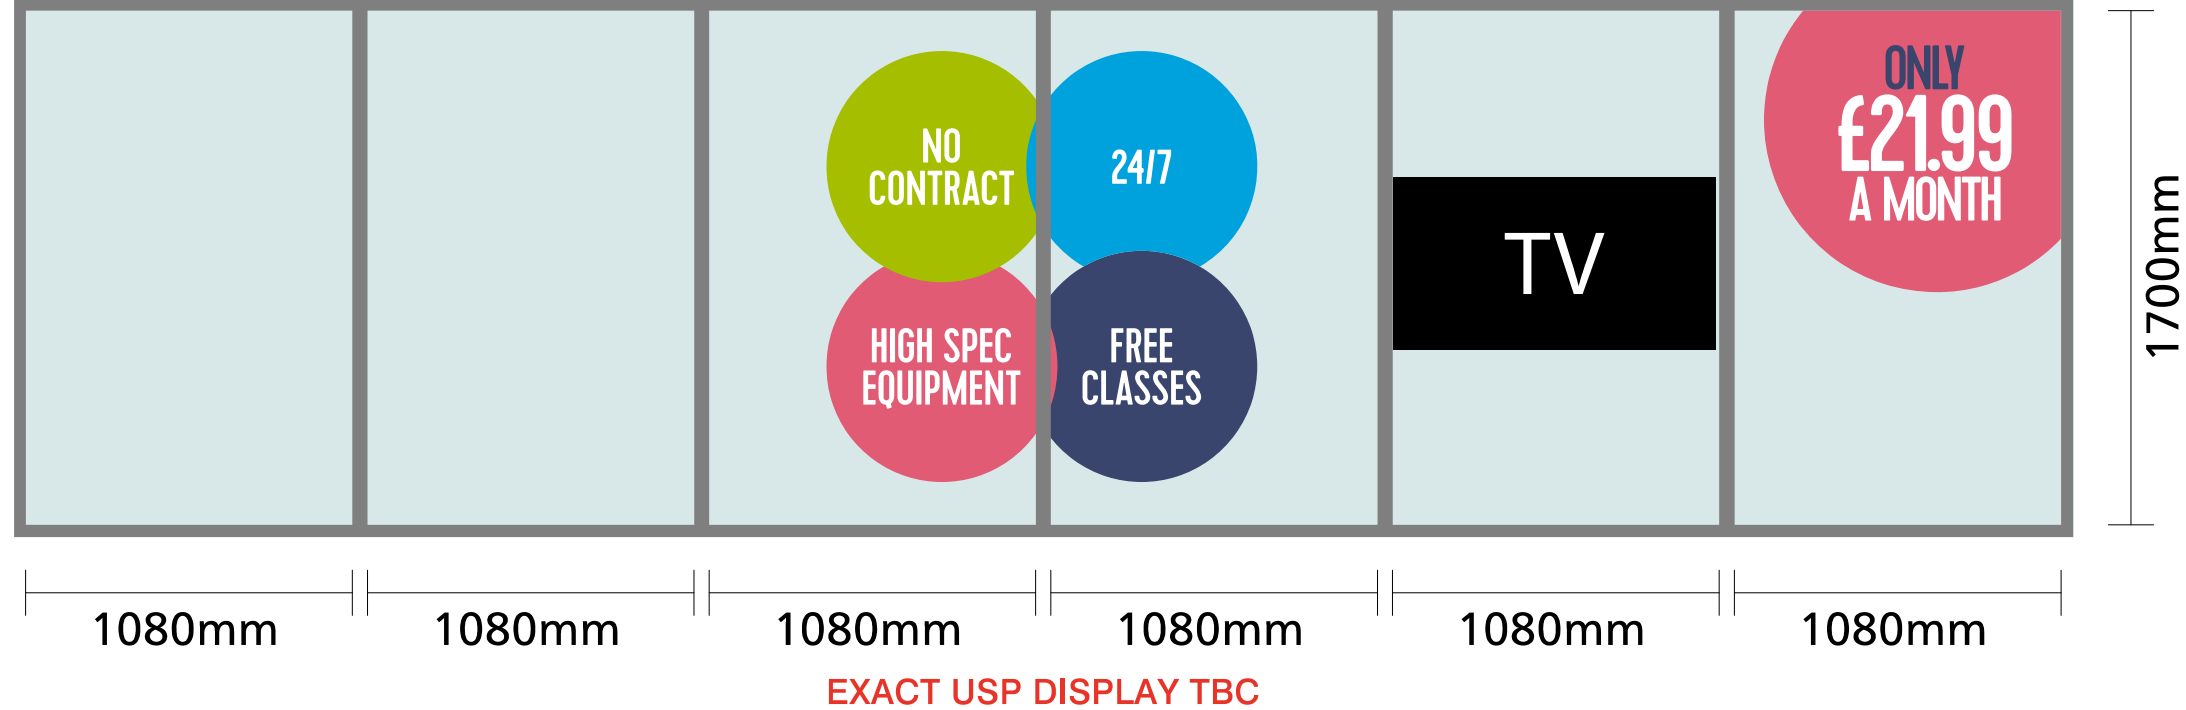 NO
CONTRACT
24/7
HIGH SPEC
EQUIPMENT
FREE
CLASSES
TV
ONLY
£21.99
A MONTH
1700mm
1080mm
1080mm
1080mm
1080mm
1080mm
1080mm
EXACT USP DISPLAY TBC